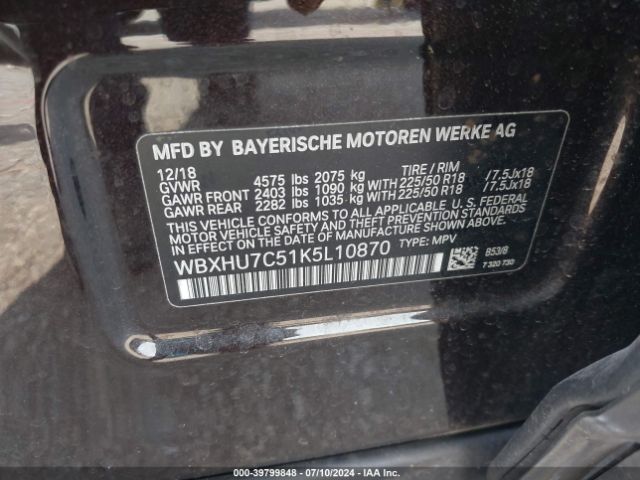 MFD BY BAYERISCHE MOTOREN WERKE AG
12/18 TIRE / RIM
GVWR 4575 lbs 2075 kg
GAWR FRONT 2403 lbs 1090 kg WITH 225/50 R18 /7.5Jx18
GAWR REAR 2282 lbs 1035 kg WITH 225/50 R18 /7.5Jx18
THIS VEHICLE CONFORMS TO ALL APPLICABLE U. S. FEDERAL
MOTOR VEHICLE SAFETY, BUMPER, AND THEFT PREVENTION
STANDARDS IN EFFECT ON THE DATE OF MANUFACTURE
SHOWN ABOVE.
WBXHU7C51K5L10870 TYPE: MPV
B53/8
7 320 730
000-39799848 - 07/10/2024 - IAA Inc.